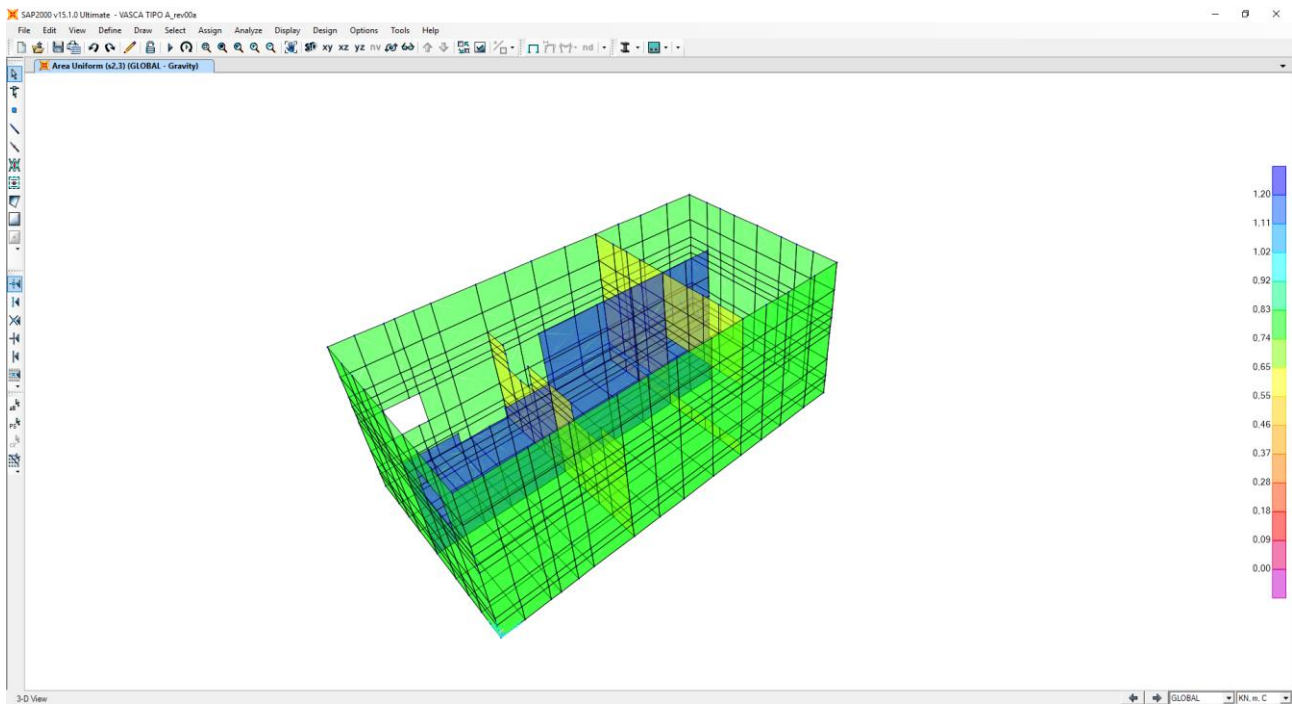 SAP2000 v15.1.0 Ultimate - VASCA TIPO A_rev00a
File Edit View Define Draw Select Assign Analyze Display Design Options Tools Help
xy xz yz nv nd
Area Uniform (s2,3) (GLOBAL - Gravity)
1,20
1,11
1,02
0,92
0,83
0,74
0,65
0,55
0,46
0,37
0,28
0,18
0,09
0,00
3-D View
GLOBAL
KN, m, C